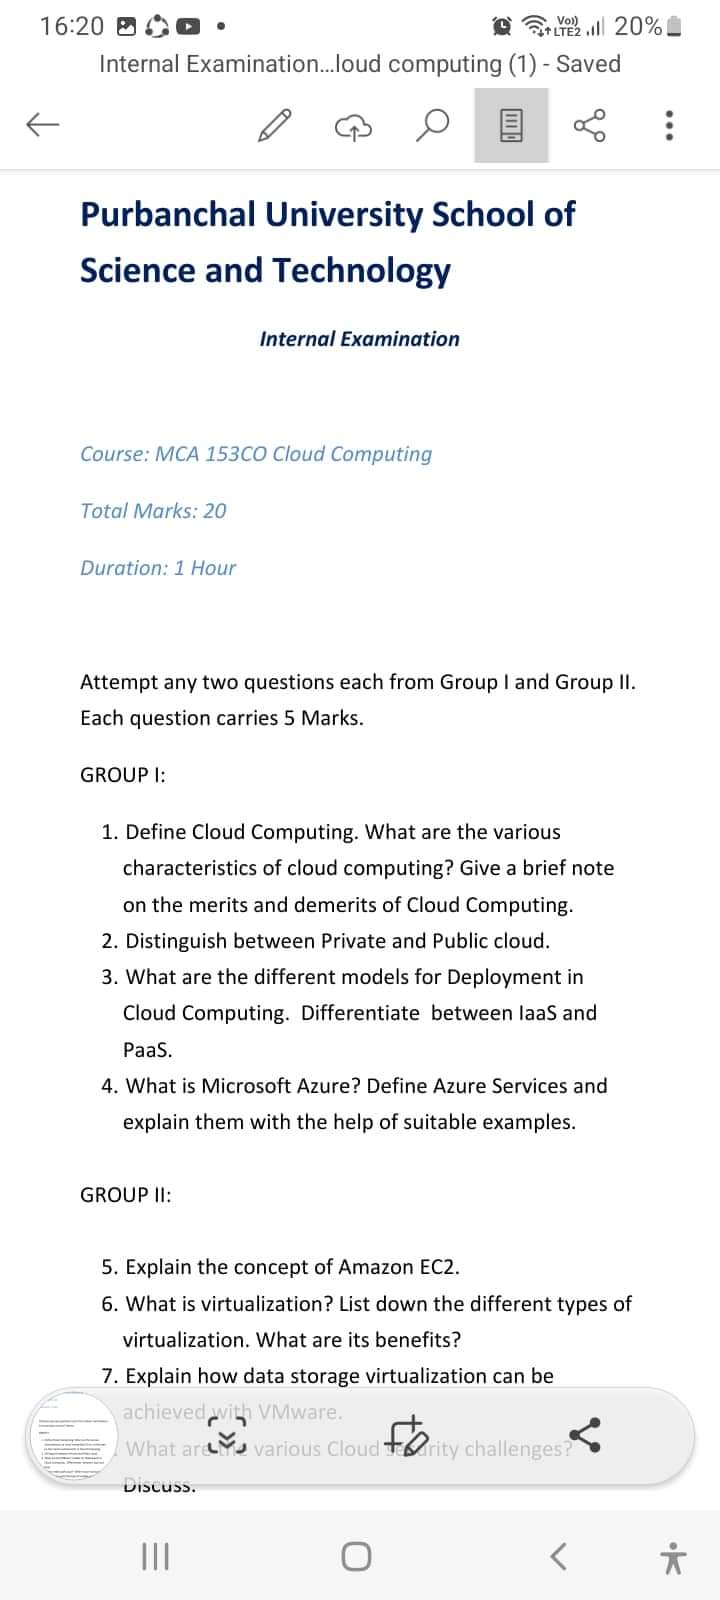 16:20 Vo) LTE2 20%
Internal Examination...loud computing (1) - Saved
Purbanchal University School of
Science and Technology
Internal Examination
Course: MCA 153CO Cloud Computing
Total Marks: 20
Duration: 1 Hour
Attempt any two questions each from Group I and Group II.
Each question carries 5 Marks.
GROUP I:
1. Define Cloud Computing. What are the various
characteristics of cloud computing? Give a brief note
on the merits and demerits of Cloud Computing.
2. Distinguish between Private and Public cloud.
3. What are the different models for Deployment in
Cloud Computing.  Differentiate  between IaaS and
PaaS.
4. What is Microsoft Azure? Define Azure Services and
explain them with the help of suitable examples.
GROUP II:
5. Explain the concept of Amazon EC2.
6. What is virtualization? List down the different types of
virtualization. What are its benefits?
7. Explain how data storage virtualization can be
achieved with VMware.
What are the various Cloud Security challenges?
Discuss.